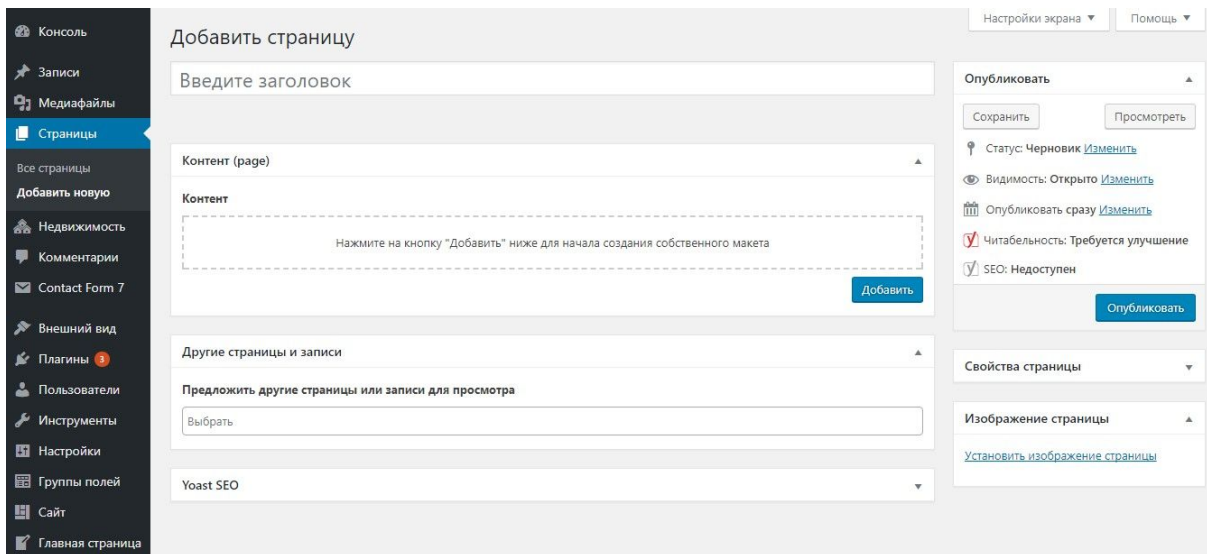 Консоль
Записи
Медиафайлы
Страницы
Все страницы
Добавить новую
Недвижимость
Комментарии
Contact Form 7
Внешний вид
Плагины 3
Пользователи
Инструменты
Настройки
Группы полей
Сайт
Главная страница
Настройки экрана
Помощь
Добавить страницу
Введите заголовок
Контент (page)
Контент
Нажмите на кнопку "Добавить" ниже для начала создания собственного макета
Добавить
Другие страницы и записи
Предложить другие страницы или записи для просмотра
Выбрать
Yoast SEO
Опубликовать
Сохранить
Просмотреть
Статус: Черновик Изменить
Видимость: Открыто Изменить
Опубликовать сразу Изменить
Читабельность: Требуется улучшение
SEO: Недоступен
Опубликовать
Свойства страницы
Изображение страницы
Установить изображение страницы